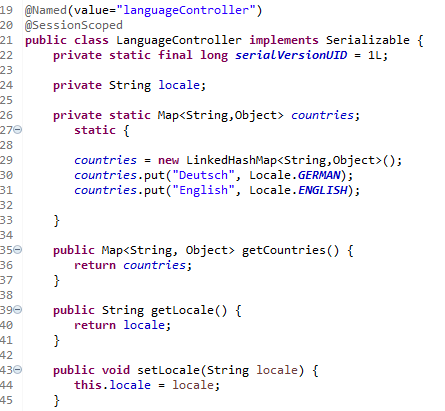 19 @Named(value="languageController")
20 @SessionScoped
21 public class LanguageController implements Serializable {
22     private static final long serialVersionUID = 1L;
23
24     private String locale;
25
26     private static Map<String,Object> countries;
27        static {
28
29        countries = new LinkedHashMap<String,Object>();
30        countries.put("Deutsch", Locale.GERMAN);
31        countries.put("English", Locale.ENGLISH);
32
33     }
34
35     public Map<String, Object> getCountries() {
36        return countries;
37     }
38
39     public String getLocale() {
40        return locale;
41     }
42
43     public void setLocale(String locale) {
44        this.locale = locale;
45     }